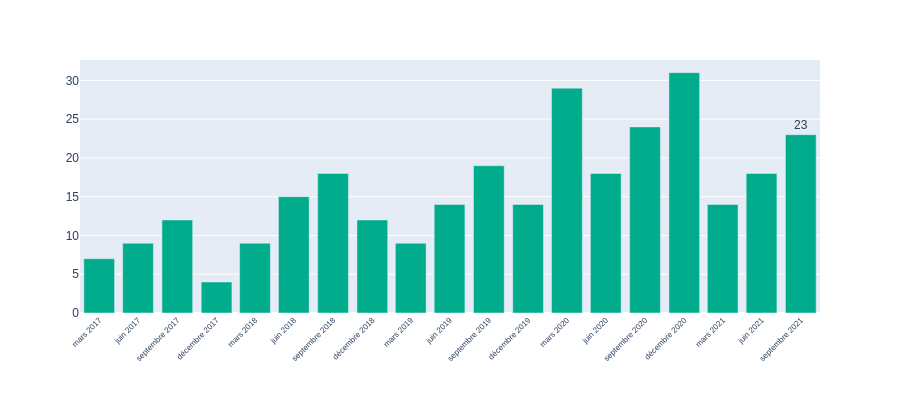 30
25
20
15
10
5
0
23
mars 2017
juin 2017
septembre 2017
décembre 2017
mars 2018
juin 2018
septembre 2018
décembre 2018
mars 2019
juin 2019
septembre 2019
décembre 2019
mars 2020
juin 2020
septembre 2020
décembre 2020
mars 2021
juin 2021
septembre 2021